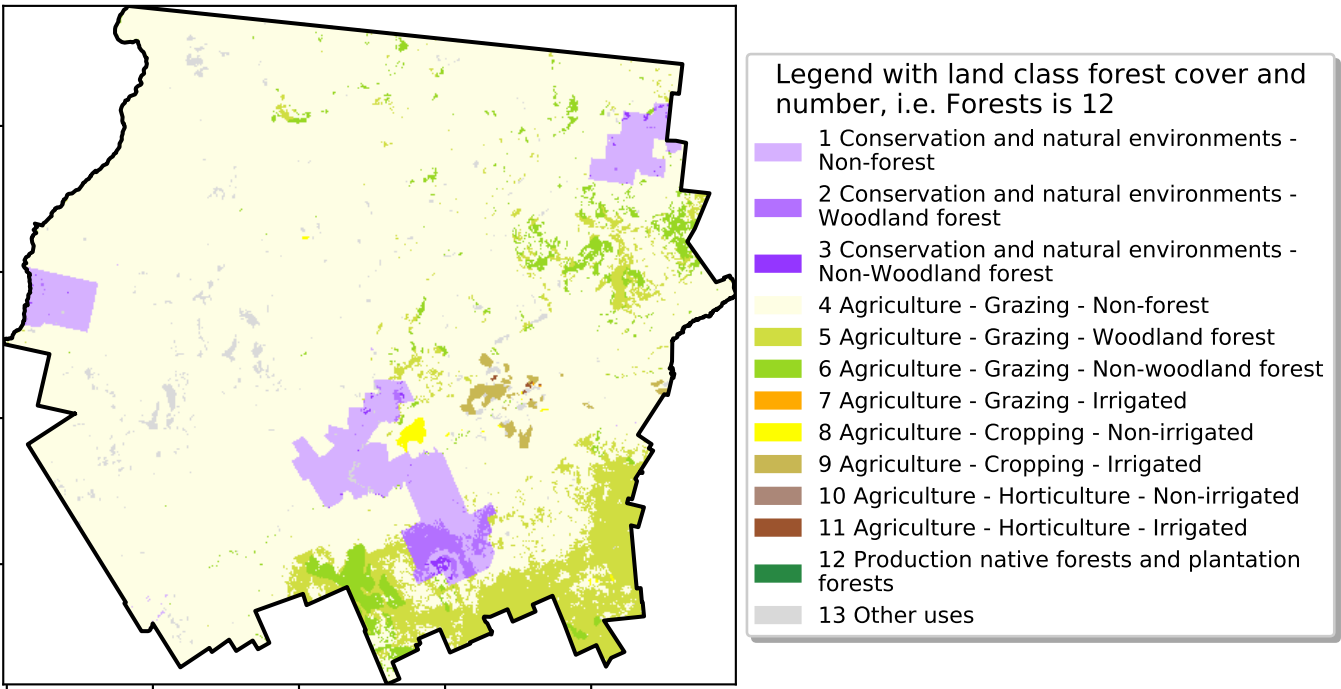 Legend with land class forest cover and
number, i.e. Forests is 12
1 Conservation and natural environments -
Non-forest
2 Conservation and natural environments -
Woodland forest
3 Conservation and natural environments -
Non-Woodland forest
4 Agriculture - Grazing - Non-forest
5 Agriculture - Grazing - Woodland forest
6 Agriculture - Grazing - Non-woodland forest
7 Agriculture - Grazing - Irrigated
8 Agriculture - Cropping - Non-irrigated
9 Agriculture - Cropping - Irrigated
10 Agriculture - Horticulture - Non-irrigated
11 Agriculture - Horticulture - Irrigated
12 Production native forests and plantation
forests
13 Other uses